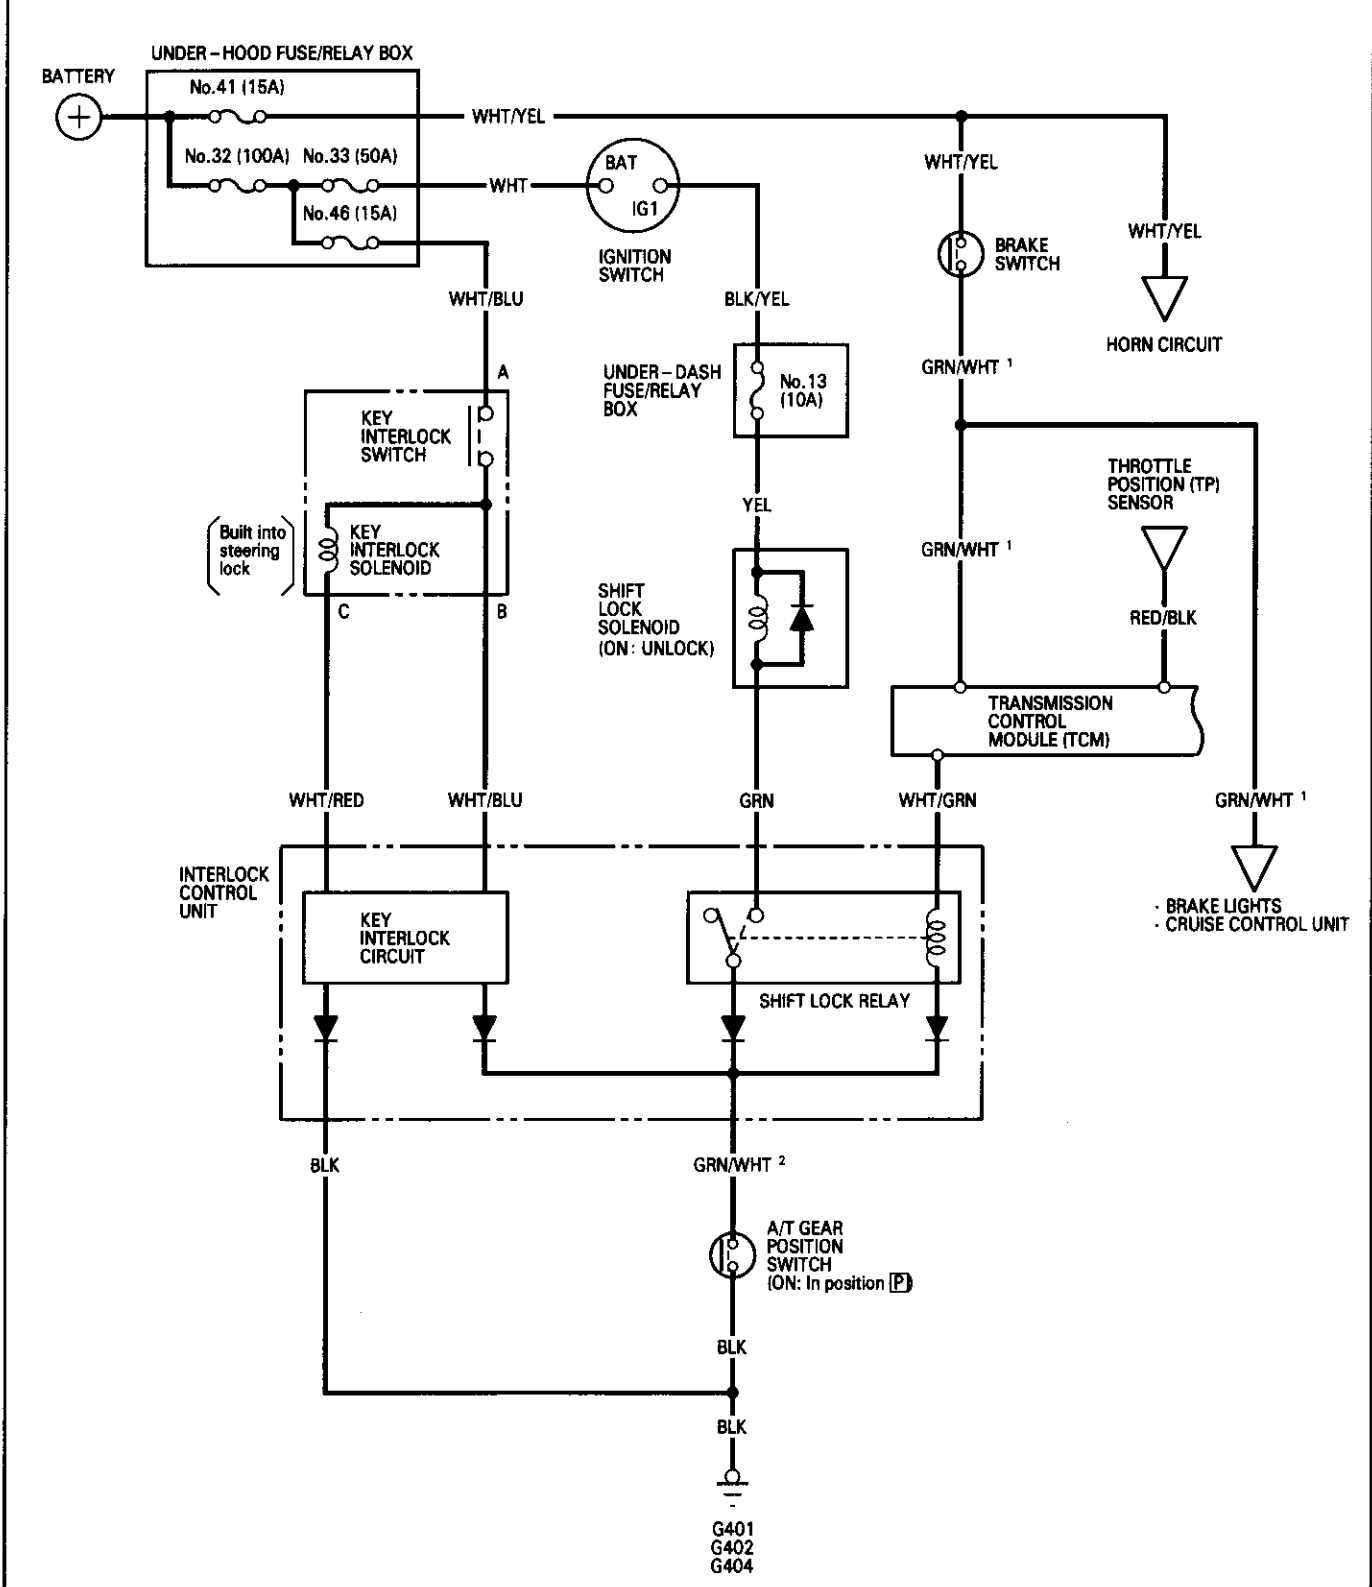 UNDER-HOOD FUSE/RELAY BOX
BATTERY
+
No.41 (15A)
WHT/YEL
No.32 (100A)
No.33 (50A)
WHT
BAT
IG1
IGNITION
SWITCH
No.46 (15A)
WHT/YEL
BRAKE
SWITCH
WHT/YEL
HORN CIRCUIT
WHT/BLU
BLK/YEL
GRN/WHT 1
A
KEY
INTERLOCK
SWITCH
UNDER-DASH
FUSE/RELAY
BOX
No.13
(10A)
THROTTLE
POSITION (TP)
SENSOR
YEL
Built into
steering
lock
KEY
INTERLOCK
SOLENOID
GRN/WHT 1
C
B
SHIFT
LOCK
SOLENOID
(ON: UNLOCK)
RED/BLK
TRANSMISSION
CONTROL
MODULE (TCM)
WHT/RED
WHT/BLU
GRN
WHT/GRN
GRN/WHT 1
INTERLOCK
CONTROL
UNIT
KEY
INTERLOCK
CIRCUIT
SHIFT LOCK RELAY
· BRAKE LIGHTS
· CRUISE CONTROL UNIT
BLK
GRN/WHT 2
A/T GEAR
POSITION
SWITCH
(ON: In position P)
BLK
BLK
G401
G402
G404